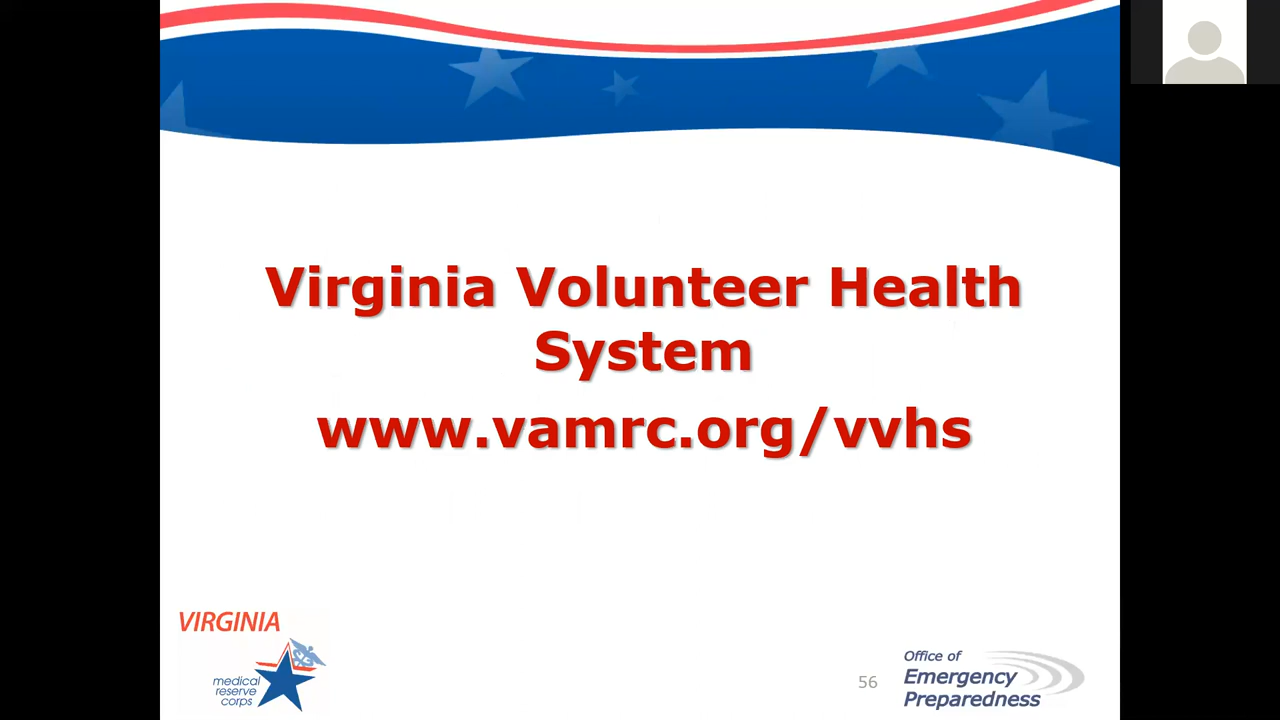 Virginia Volunteer Health
System
www.vamrc.org/vvhs
VIRGINIA
medical
reserve
corps
56
Office of
Emergency
Preparedness